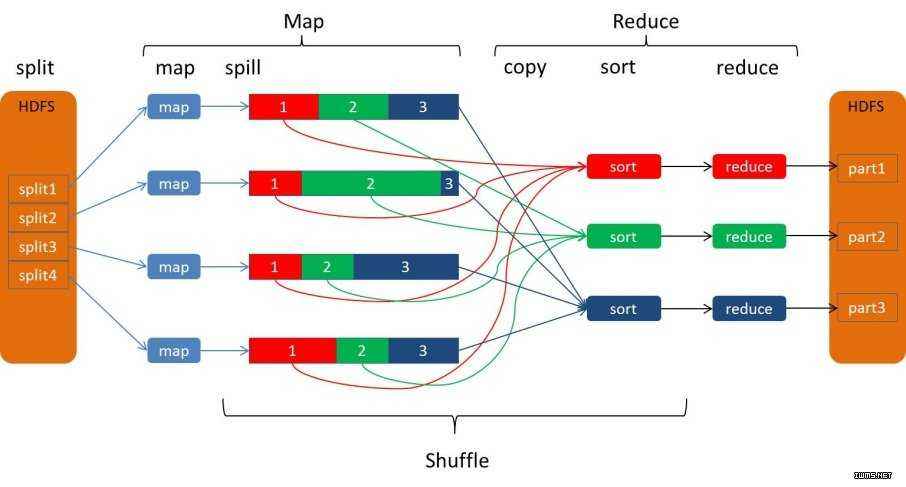 Map Reduce
split map spill copy sort reduce
HDFS HDFS
map 1 2 3
split1 sort reduce part1
map 1 2 3
split2
sort reduce part2
split3
map 1 2 3
split4
sort reduce part3
map 1 2 3
Shuffle
IWMS.NET